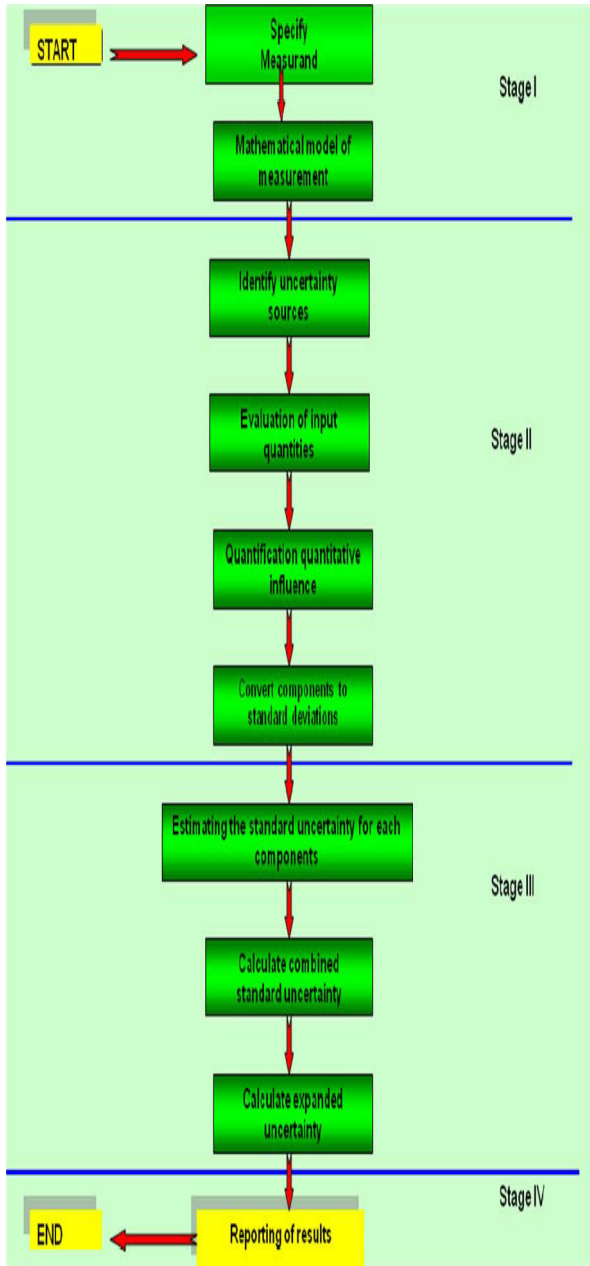 START
Specify
Measurand
Stage I
Mathematical model of
measurement
Identify uncertainty
sources
Evaluation of input
quantities
Stage II
Quantification quantitative
influence
Convert components to
standard deviations
Estimating the standard uncertainty for each
components
Stage III
Calculate combined
standard uncertainty
Calculate expanded
uncertainty
Stage IV
END
Reporting of results